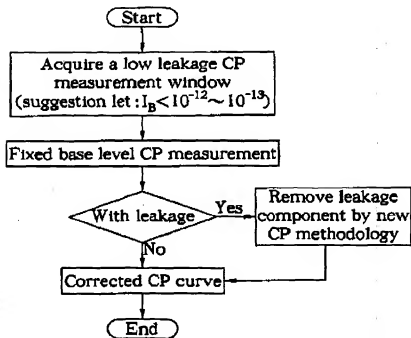 Start
Acquire a low leakage CP
measurement window
(suggestion let : I_B<10⁻¹²~10⁻¹³)
Fixed base level CP measurement
With leakage
Yes
Remove leakage
component by new
CP methodology
No
Corrected CP curve
End